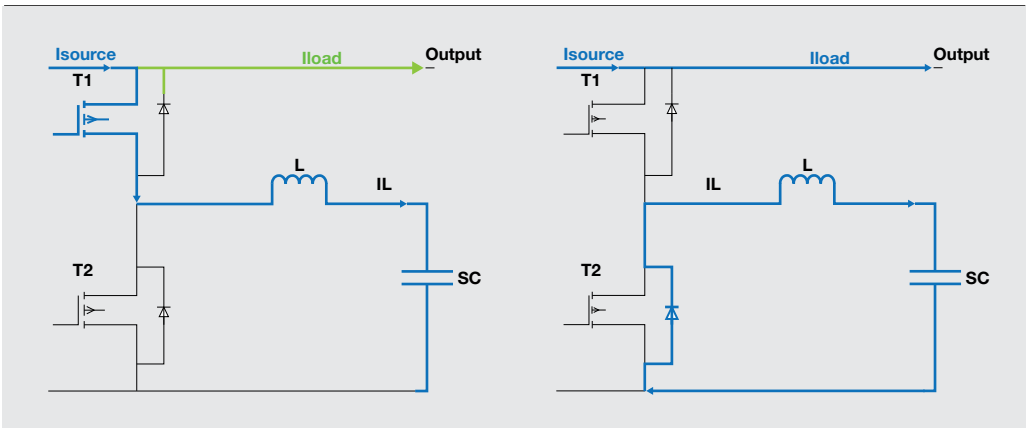 Isource
Iload
Output
T1
L
IL
T2
SC
Isource
Iload
Output
T1
L
IL
T2
SC